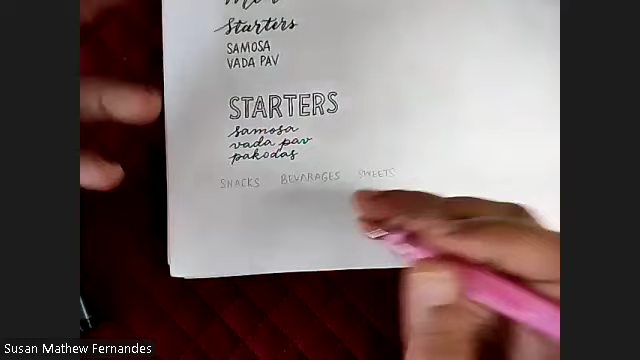 Starters
SAMOSA
VADA PAV
STARTERS
samosa
vada pav
pakodas
SNACKS BEVARAGES SWEETS
Susan Mathew Fernandes